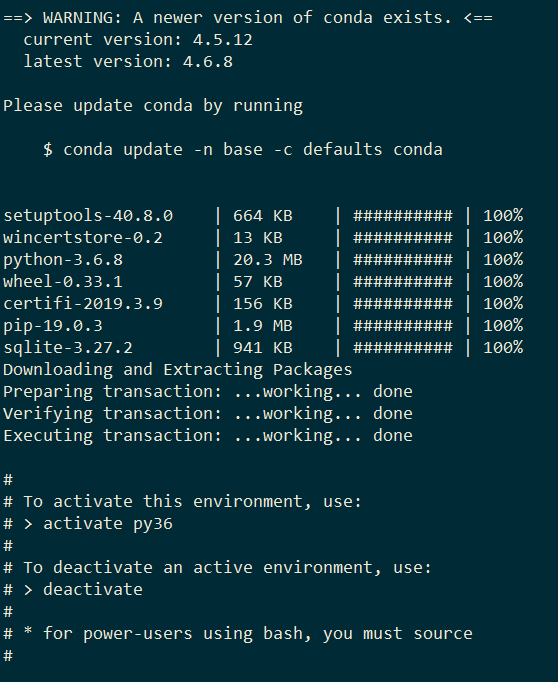 ==> WARNING: A newer version of conda exists. <==
  current version: 4.5.12
  latest version: 4.6.8

Please update conda by running

    $ conda update -n base -c defaults conda


setuptools-40.8.0    | 664 KB    | ########## | 100%
wincertstore-0.2     | 13 KB     | ########## | 100%
python-3.6.8         | 20.3 MB   | ########## | 100%
wheel-0.33.1         | 57 KB     | ########## | 100%
certifi-2019.3.9     | 156 KB    | ########## | 100%
pip-19.0.3           | 1.9 MB    | ########## | 100%
sqlite-3.27.2        | 941 KB    | ########## | 100%
Downloading and Extracting Packages
Preparing transaction: ...working... done
Verifying transaction: ...working... done
Executing transaction: ...working... done

#
# To activate this environment, use:
# > activate py36
#
# To deactivate an active environment, use:
# > deactivate
#
# * for power-users using bash, you must source
#